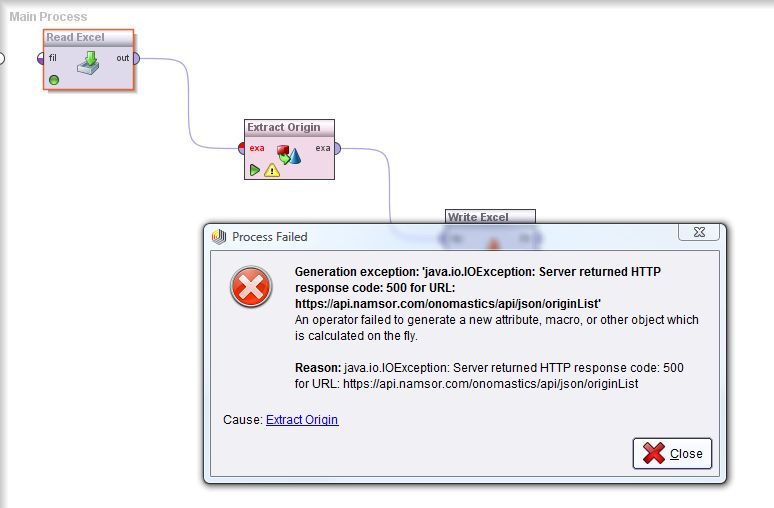 Main Process
Read Excel
fil
out
Extract Origin
exa
exa
Write Excel
Process Failed
Generation exception: 'java.io.IOException: Server returned HTTP
response code: 500 for URL:
https://api.namsor.com/onomastics/api/json/originList'
An operator failed to generate a new attribute, macro, or other object which
is calculated on the fly.
Reason: java.io.IOException: Server returned HTTP response code: 500
for URL: https://api.namsor.com/onomastics/api/json/originList
Cause: Extract Origin
Close